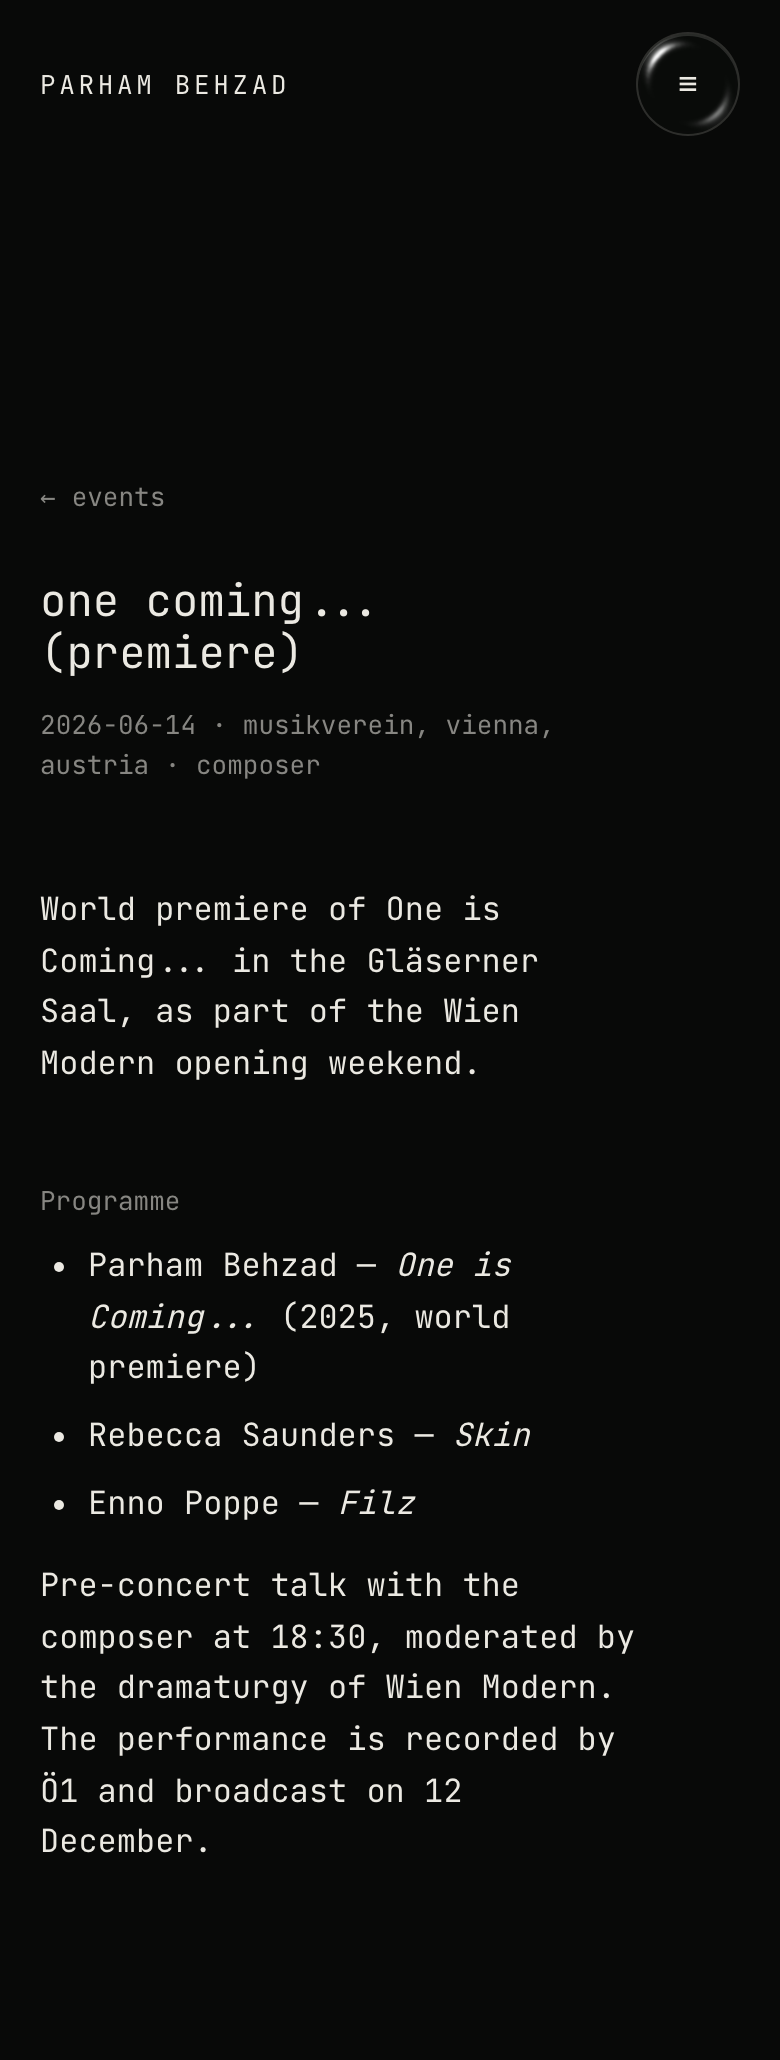 PARHAM BEHZAD
≡
← events
one coming...
(premiere)
2026-06-14 · musikverein, vienna,
austria · composer
World premiere of One is
Coming... in the Gläserner
Saal, as part of the Wien
Modern opening weekend.
Programme
• Parham Behzad — One is
Coming... (2025, world
premiere)
• Rebecca Saunders — Skin
• Enno Poppe — Filz
Pre-concert talk with the
composer at 18:30, moderated by
the dramaturgy of Wien Modern.
The performance is recorded by
Ö1 and broadcast on 12
December.